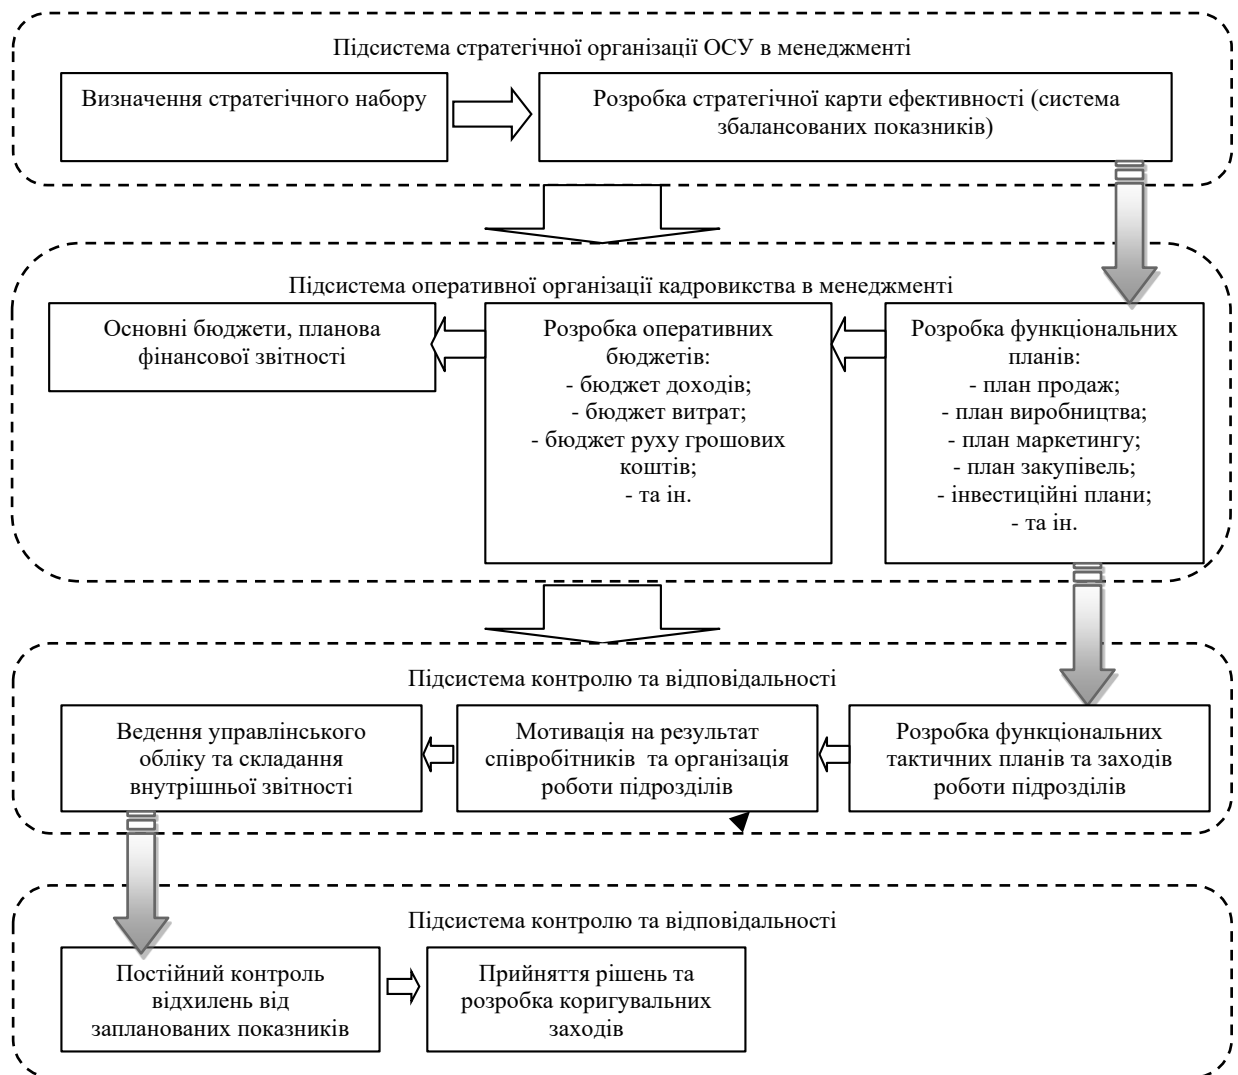 Підсистема стратегічної організації ОСУ в менеджменті
Визначення стратегічного набору
Розробка стратегічної карти ефективності (система
збалансованих показників)
Підсистема оперативної організації кадровикства в менеджменті
Основні бюджети, планова
фінансової звітності
Розробка оперативних
бюджетів:
- бюджет доходів;
- бюджет витрат;
- бюджет руху грошових
коштів;
- та ін.
Розробка функціональних
планів:
- план продаж;
- план виробництва;
- план маркетингу;
- план закупівель;
- інвестиційні плани;
- та ін.
Підсистема контролю та відповідальності
Ведення управлінського
обліку та складання
внутрішньої звітності
Мотивація на результат
співробітників та організація
роботи підрозділів
Розробка функціональних
тактичних планів та заходів
роботи підрозділів
Підсистема контролю та відповідальності
Постійний контроль
відхилень від
запланованих показників
Прийняття рішень та
розробка коригувальних
заходів